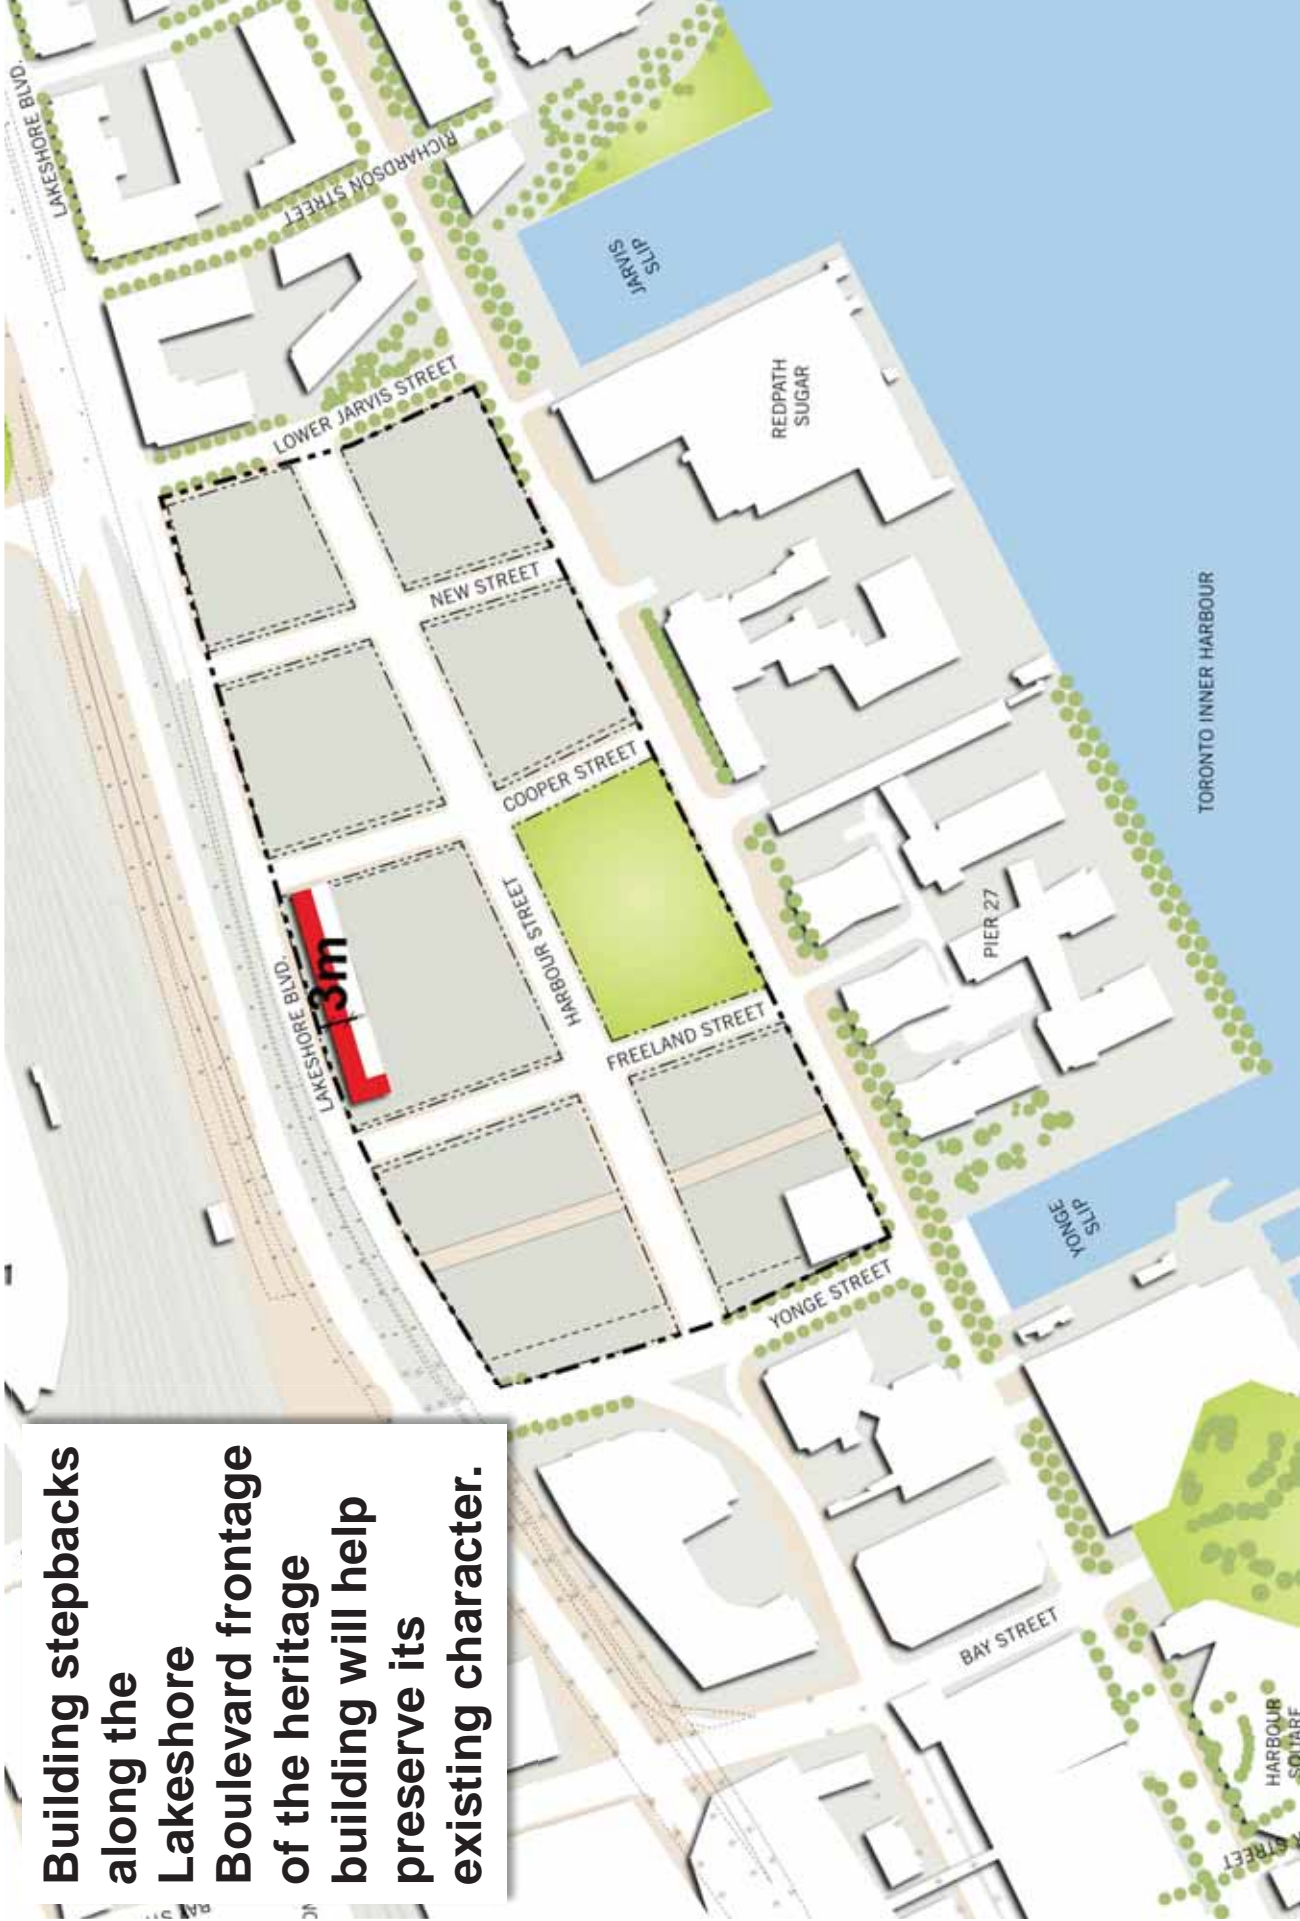 Building stepbacks
along the
Lakeshore
Boulevard frontage
of the heritage
building will help
preserve its
existing character.
LAKESHORE BLVD.
RICHARDSON STREET
JARVIS
SLIP
LOWER JARVIS STREET
REDPATH
SUGAR
NEW STREET
COOPER STREET
LAKESHORE BLVD.
3m
HARBOUR STREET
FREELAND STREET
PIER 27
TORONTO INNER HARBOUR
YONGE
SLIP
YONGE STREET
BAY STREET
HARBOUR
SQUARE
STREET